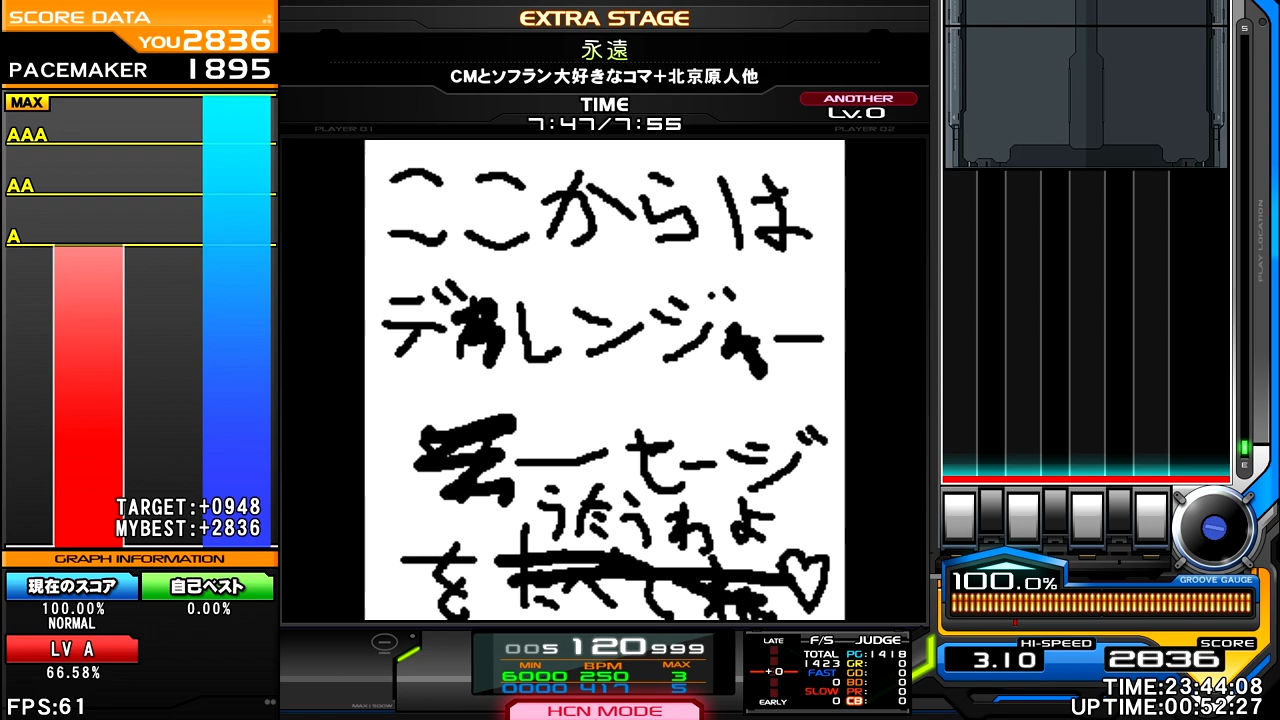 SCORE DATA
YOU 2836
PACEMAKER 1895
MAX
AAA
AA
A
TARGET:+0948
MYBEST:+2836
GRAPH INFORMATION
現在のスコア
自己ベスト
100.00%
0.00%
NORMAL
LV A
66.58%
FPS:61
EXTRA STAGE
永遠
CMとソフラン大好きなコマ+北京原人他
TIME
7:47/7:55
ANOTHER
Lv.0
PLAYER 01
PLAYER 02
ここからは
デ レンジャー
ーセージ
うたうわよ
を
♡
MAX 1500W
005 120 999
MIN BPM MAX
6000 250 3
0000 417 5
HCN MODE
LATE
+0
EARLY
F/S JUDGE
TOTAL PG:1418
1423 GR: 0
FAST GD: 0
0 BD: 0
SLOW PR: 0
0 CB: 0
S
PLAY LOCATION
E
100.0%
GROOVE GAUGE
HI-SPEED
3.10
SCORE
2836
TIME:23:44:08
UPTIME:00:52:27